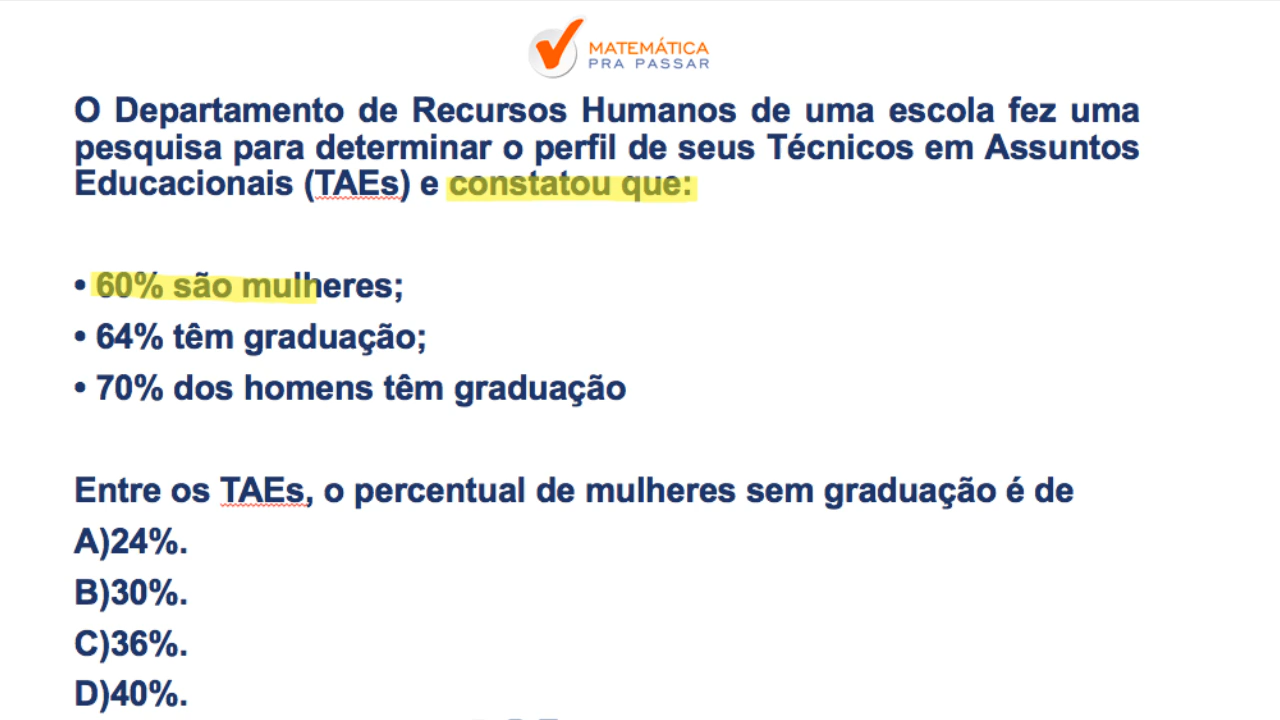 MATEMÁTICA
PRA PASSAR
O Departamento de Recursos Humanos de uma escola fez uma
pesquisa para determinar o perfil de seus Técnicos em Assuntos
Educacionais (TAEs) e constatou que:
• 60% são mulheres;
• 64% têm graduação;
• 70% dos homens têm graduação
Entre os TAEs, o percentual de mulheres sem graduação é de
A)24%.
B)30%.
C)36%.
D)40%.